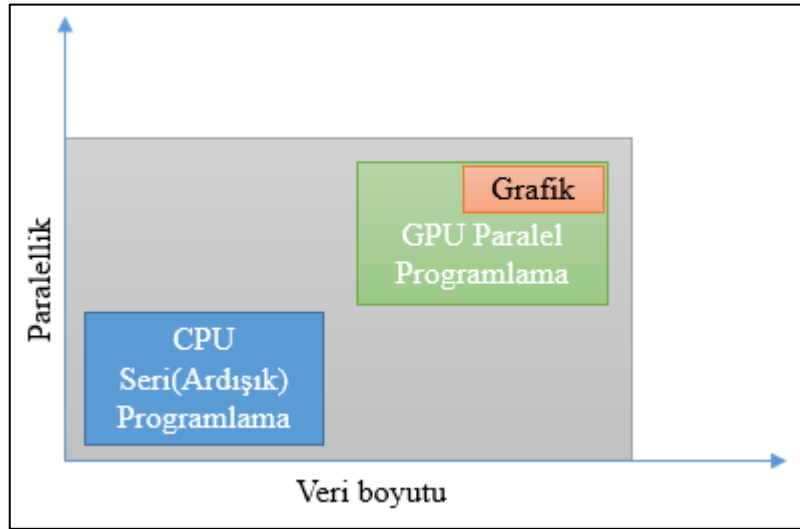 Paralellik
Grafik
GPU Paralel
Programlama
CPU
Seri(Ardışık)
Programlama
Veri boyutu